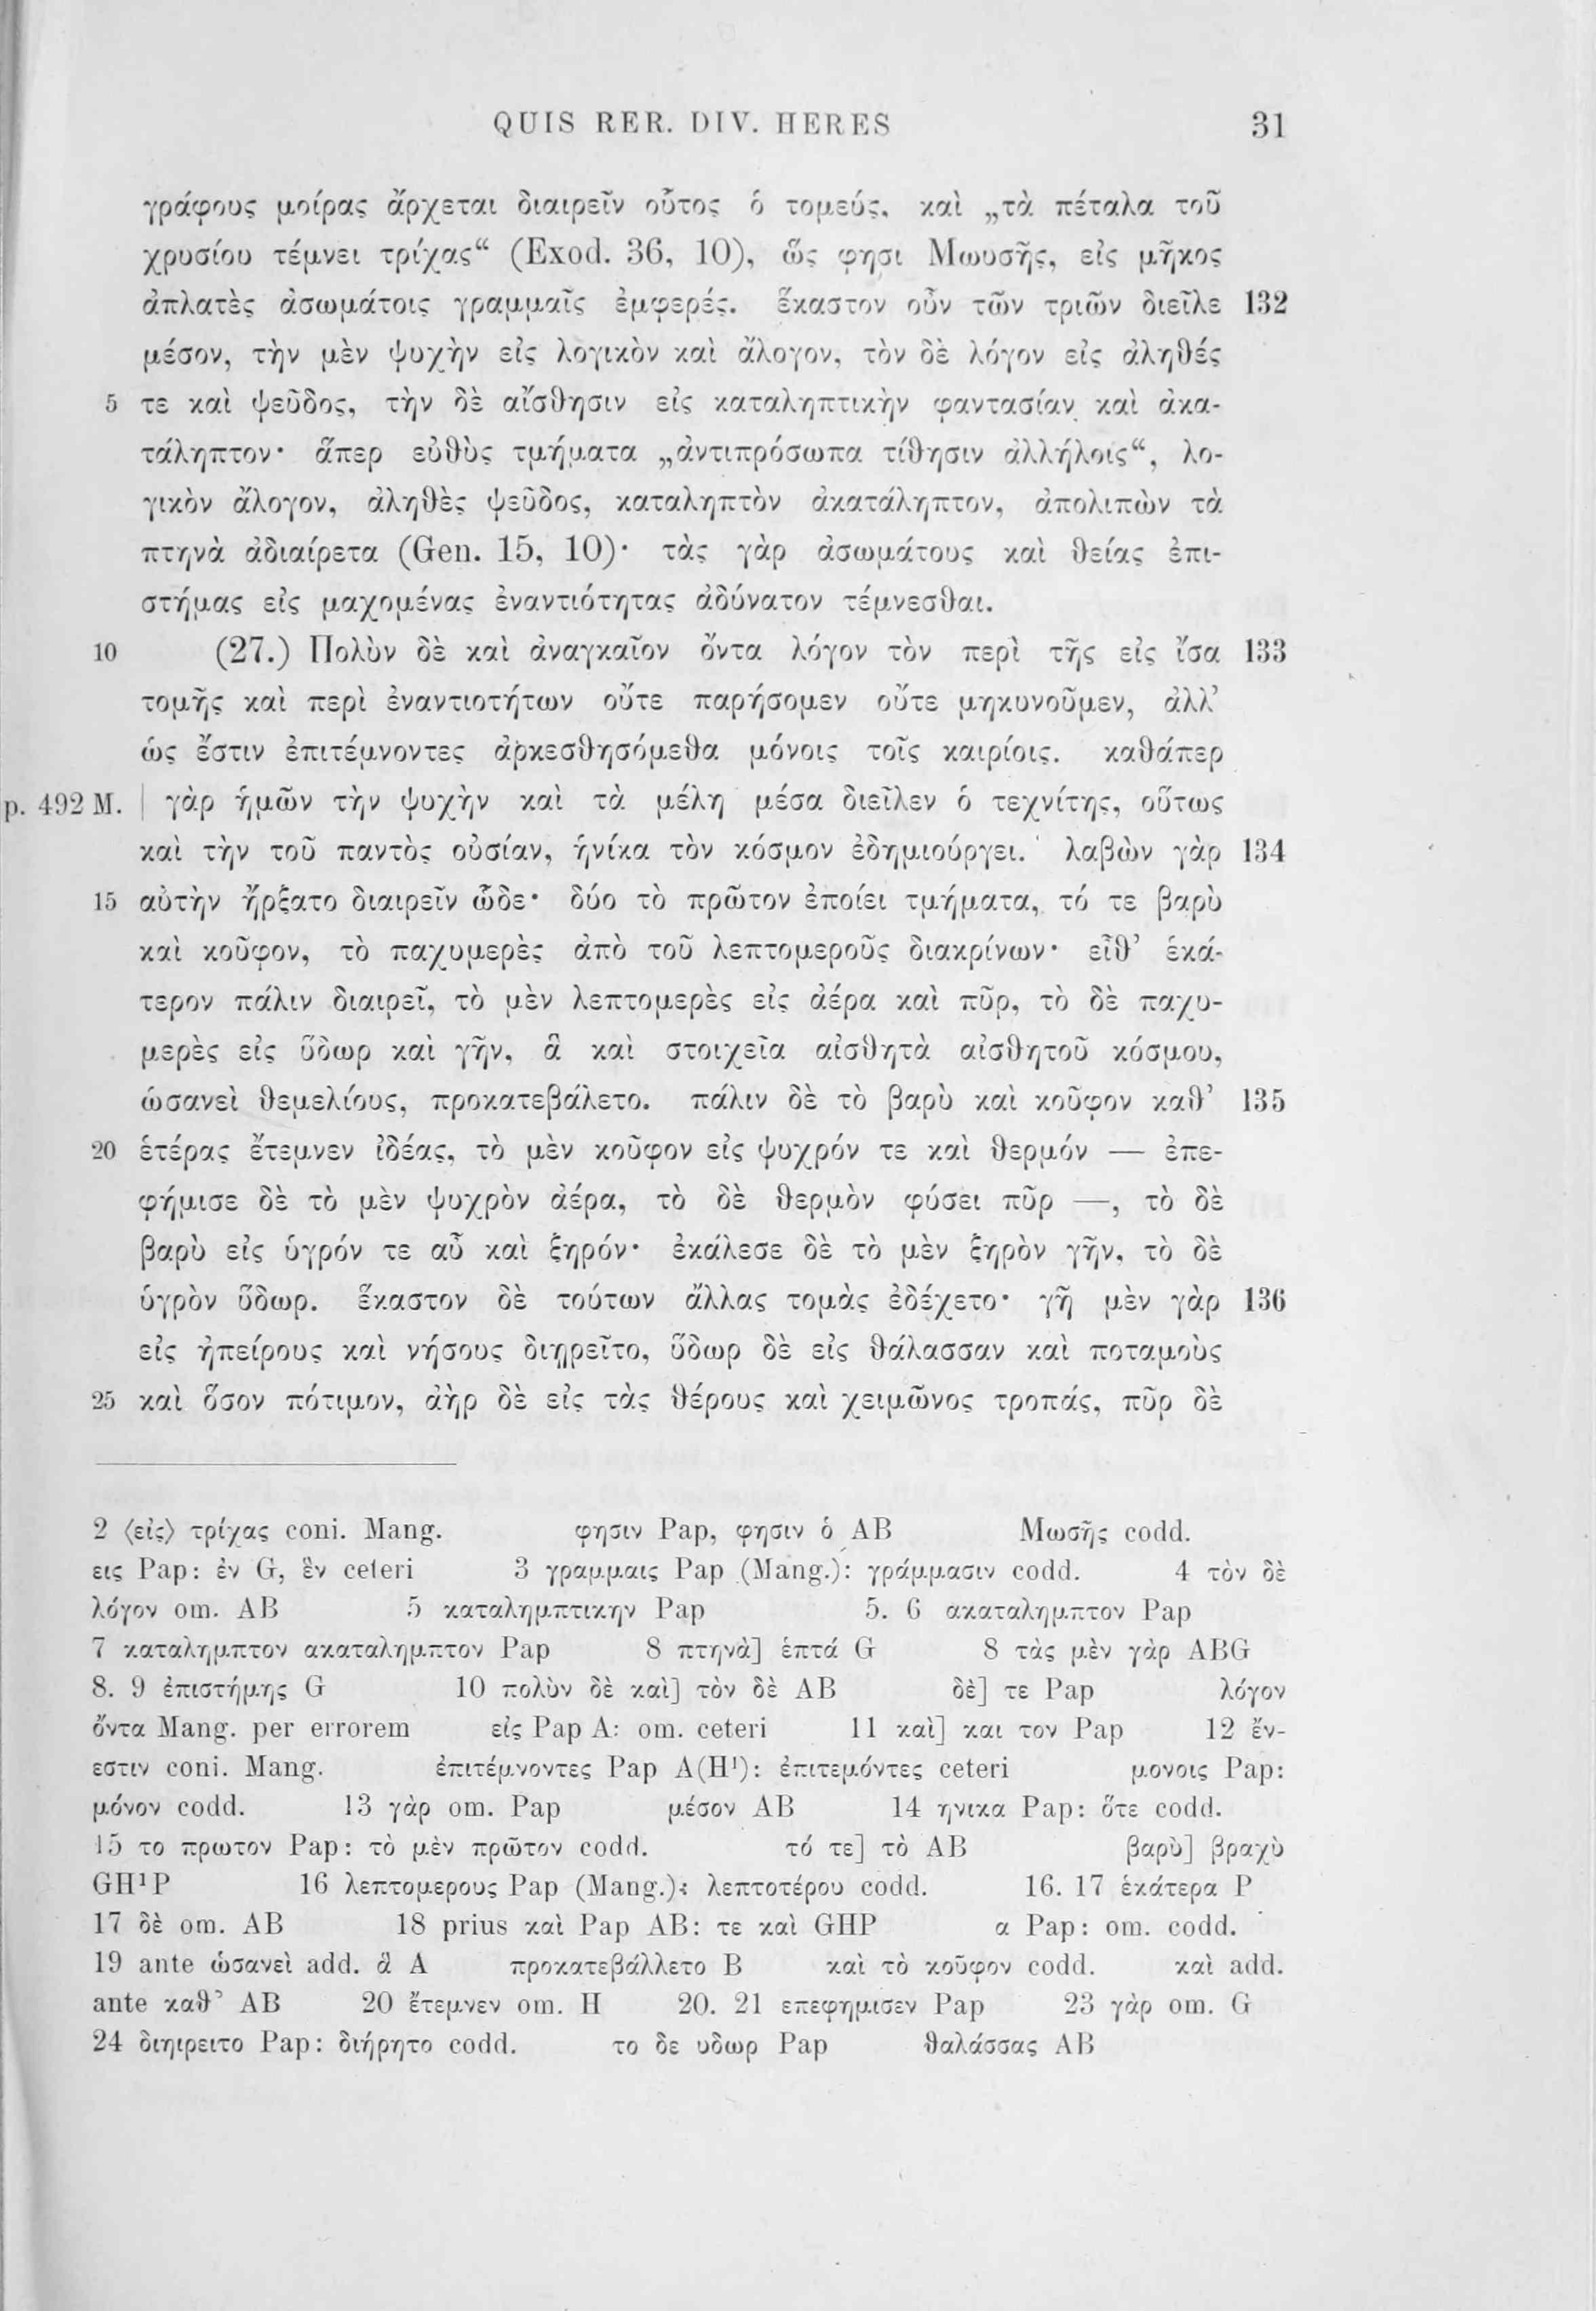 QUIS RER. DIV. HERES 31
γράφους μοίρας ἄρχεται διαιρεῖν οὗτος ὁ τομεύς, καὶ „τὰ πέταλα τοῦ
χρυσίου τέμνει τρίχας“ (Exod. 36, 10), ὥς φησι Μωυσῆς, εἰς μῆκος
ἀπλατὲς ἀσωμάτοις γραμμαῖς ἐμφερές. ἕκαστον οὖν τῶν τριῶν διεῖλε 132
μέσον, τὴν μὲν ψυχὴν εἰς λογικὸν καὶ ἄλογον, τὸν δὲ λόγον εἰς ἀληθές
5 τε καὶ ψεῦδος, τὴν δὲ αἴσθησιν εἰς καταληπτικὴν φαντασίαν καὶ ἀκα-
τάληπτον· ἅπερ εὐθὺς τμήματα „ἀντιπρόσωπα τίθησιν ἀλλήλοις“, λο-
γικὸν ἄλογον, ἀληθὲς ψεῦδος, καταληπτὸν ἀκατάληπτον, ἀπολιπὼν τὰ
πτηνὰ ἀδιαίρετα (Gen. 15, 10)· τὰς γὰρ ἀσωμάτους καὶ θείας ἐπι-
στήμας εἰς μαχομένας ἐναντιότητας ἀδύνατον τέμνεσθαι.
10 (27.) Πολὺν δὲ καὶ ἀναγκαῖον ὄντα λόγον τὸν περὶ τῆς εἰς ἴσα 133
τομῆς καὶ περὶ ἐναντιοτήτων οὔτε παρήσομεν οὔτε μηκυνοῦμεν, ἀλλ’
ὡς ἔστιν ἐπιτέμνοντες ἀρκεσθησόμεθα μόνοις τοῖς καιρίοις. καθάπερ
p. 492 M. | γὰρ ἡμῶν τὴν ψυχὴν καὶ τὰ μέλη μέσα διεῖλεν ὁ τεχνίτης, οὕτως
καὶ τὴν τοῦ παντὸς οὐσίαν, ἡνίκα τὸν κόσμον ἐδημιούργει. λαβὼν γὰρ 134
15 αὐτὴν ἤρξατο διαιρεῖν ὧδε· δύο τὸ πρῶτον ἐποίει τμήματα, τό τε βαρὺ
καὶ κοῦφον, τὸ παχυμερὲς ἀπὸ τοῦ λεπτομεροῦς διακρίνων· εἶθ’ ἑκά-
τερον πάλιν διαιρεῖ, τὸ μὲν λεπτομερὲς εἰς ἀέρα καὶ πῦρ, τὸ δὲ παχυ-
μερὲς εἰς ὕδωρ καὶ γῆν, ἃ καὶ στοιχεῖα αἰσθητὰ αἰσθητοῦ κόσμου,
ὡσανεὶ θεμελίους, προκατεβάλετο. πάλιν δὲ τὸ βαρὺ καὶ κοῦφον καθ’ 135
20 ἑτέρας ἔτεμνεν ἰδέας, τὸ μὲν κοῦφον εἰς ψυχρόν τε καὶ θερμόν — ἐπε-
φήμισε δὲ τὸ μὲν ψυχρὸν ἀέρα, τὸ δὲ θερμὸν φύσει πῦρ —, τὸ δὲ
βαρὺ εἰς ὑγρόν τε αὖ καὶ ξηρόν· ἐκάλεσε δὲ τὸ μὲν ξηρὸν γῆν, τὸ δὲ
ὑγρὸν ὕδωρ. ἕκαστον δὲ τούτων ἄλλας τομὰς ἐδέχετο· γῆ μὲν γὰρ 136
εἰς ἠπείρους καὶ νήσους διῃρεῖτο, ὕδωρ δὲ εἰς θάλασσαν καὶ ποταμοὺς
25 καὶ ὅσον πότιμον, ἀὴρ δὲ εἰς τὰς θέρους καὶ χειμῶνος τροπάς, πῦρ δὲ
2 ⟨εἰς⟩ τρίχας coni. Mang. φησιν Pap, φησιν ὁ AB Μωσῆς codd.
εις Pap: ἐν G, ἓν ceteri 3 γραμμαις Pap (Mang.): γράμμασιν codd. 4 τὸν δὲ
λόγον om. AB 5 καταλημπτικην Pap 5. 6 ακαταλημπτον Pap
7 καταλημπτον ακαταλημπτον Pap 8 πτηνὰ] ἑπτά G 8 τὰς μὲν γὰρ ABG
8. 9 ἐπιστήμης G 10 πολὺν δὲ καὶ] τὸν δὲ AB δὲ] τε Pap λόγον
ὄντα Mang. per errorem εἰς Pap A: om. ceteri 11 καὶ] και τον Pap 12 ἔν-
εστιν coni. Mang. ἐπιτέμνοντες Pap A(H¹): ἐπιτεμόντες ceteri μονοις Pap:
μόνον codd. 13 γὰρ om. Pap μέσον AB 14 ηνικα Pap: ὅτε codd.
15 το πρωτον Pap: τὸ μὲν πρῶτον codd. τό τε] τὸ AB βαρὺ] βραχὺ
GH¹P 16 λεπτομερους Pap (Mang.): λεπτοτέρου codd. 16. 17 ἑκάτερα P
17 δὲ om. AB 18 prius καὶ Pap AB: τε καὶ GHP α Pap: om. codd.
19 ante ὡσανεὶ add. ἃ A προκατεβάλλετο B καὶ τὸ κοῦφον codd. καὶ add.
ante καθ’ AB 20 ἔτεμνεν om. H 20. 21 επεφημισεν Pap 23 γὰρ om. G
24 διηιρειτο Pap: διῄρητο codd. το δε υδωρ Pap θαλάσσας AB